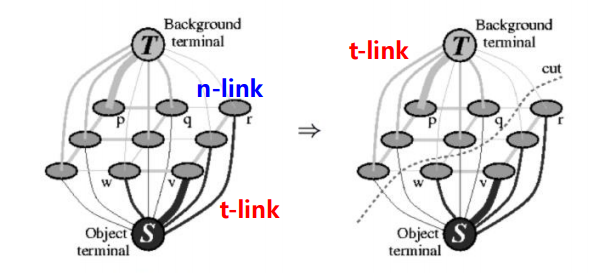 Background
terminal
T
n-link
p
q
r
w
v
t-link
Object
terminal
S
⇒
t-link
Background
terminal
T
cut
p
q
r
w
v
Object
terminal
S